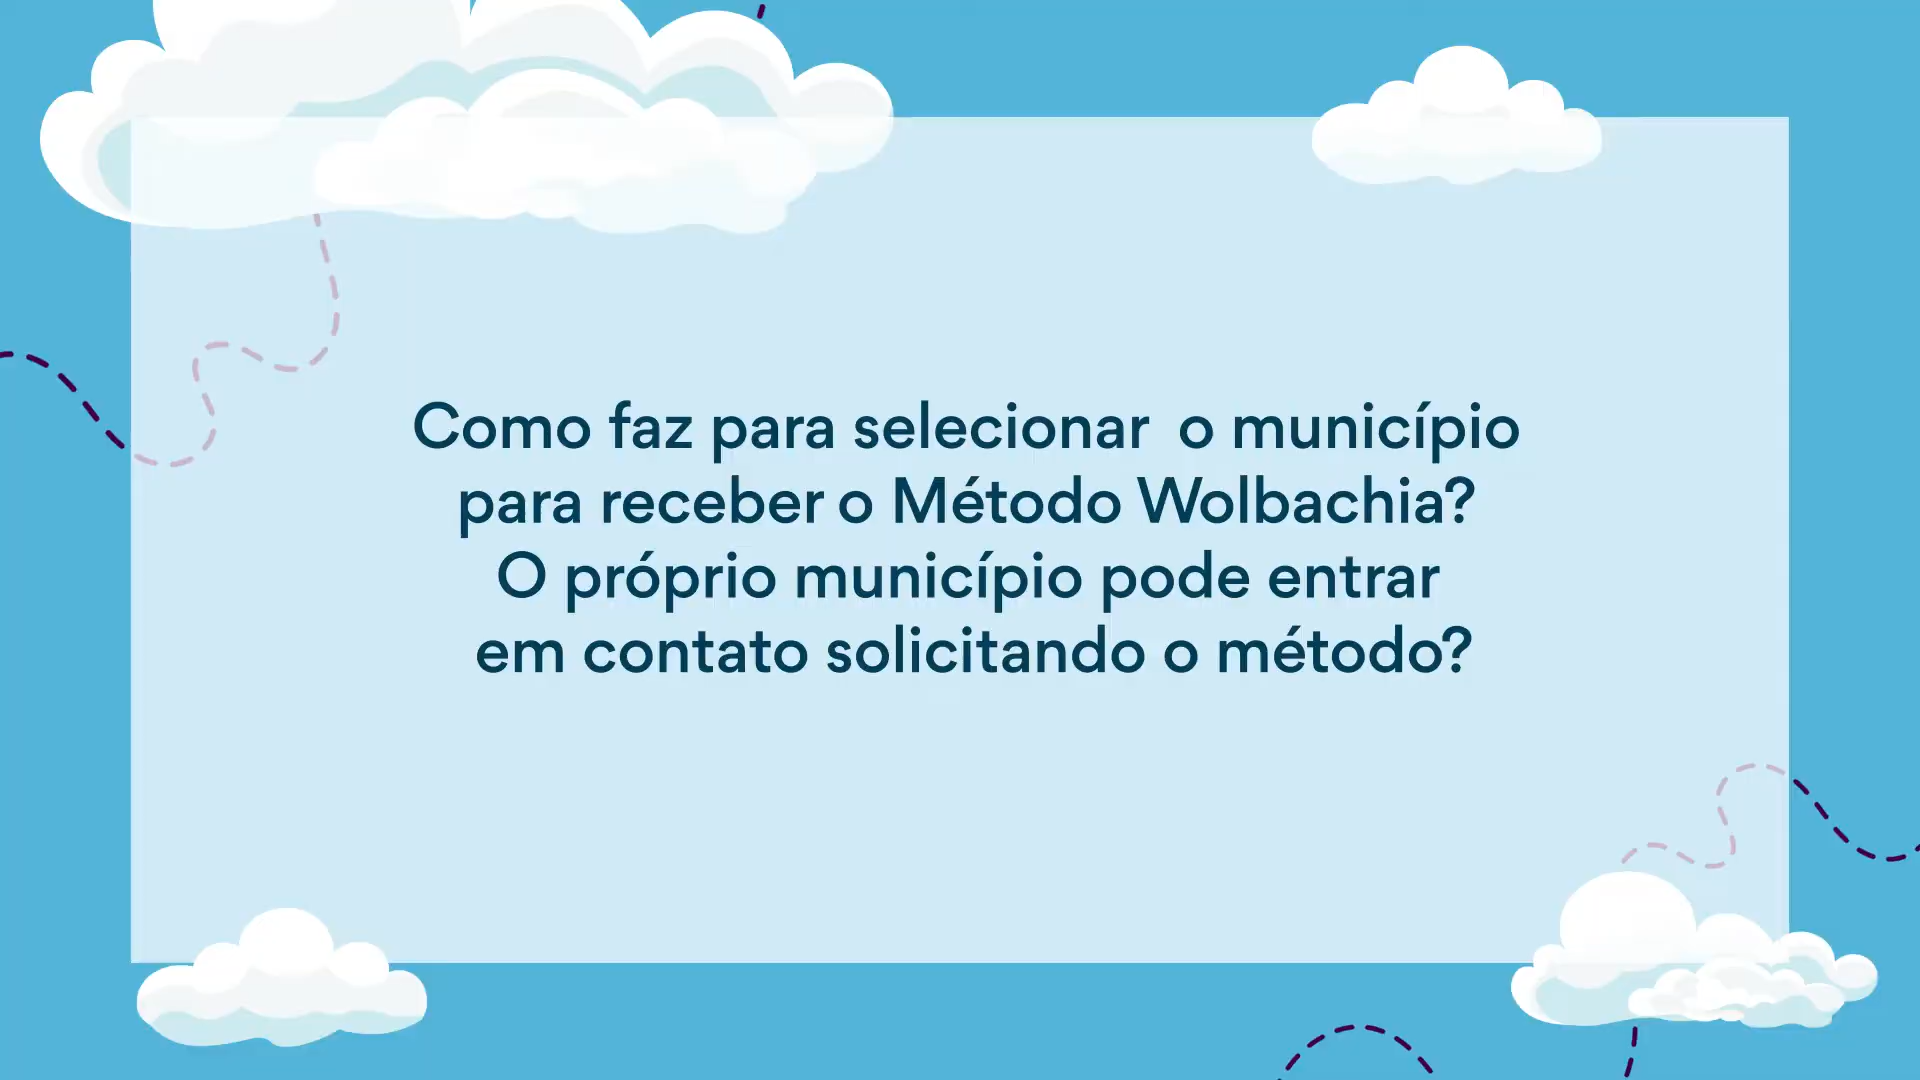 Como faz para selecionar o município
para receber o Método Wolbachia?
O próprio município pode entrar
em contato solicitando o método?